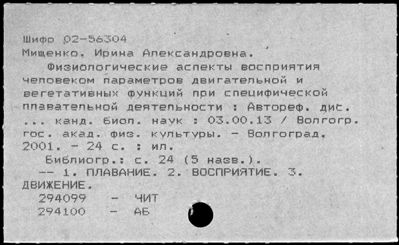 Шифр 02-56304
Мищенко, Ирина Александровна.
Физиологические аспекты восприятия
человеком параметров двигательной и
вегетативных функций при специфической
плавательной деятельности : Автореф. дис.
... канд. биол. наук : 03.00.13 / Волгогр.
гос. акад. физ. культуры. - Волгоград,
2001. - 24 с. : ил.
Библиогр.: с. 24 (5 назв.).
-- 1. ПЛАВАНИЕ. 2. ВОСПРИЯТИЕ. 3.
ДВИЖЕНИЕ.
294099 - ЧИТ
294100 - АБ